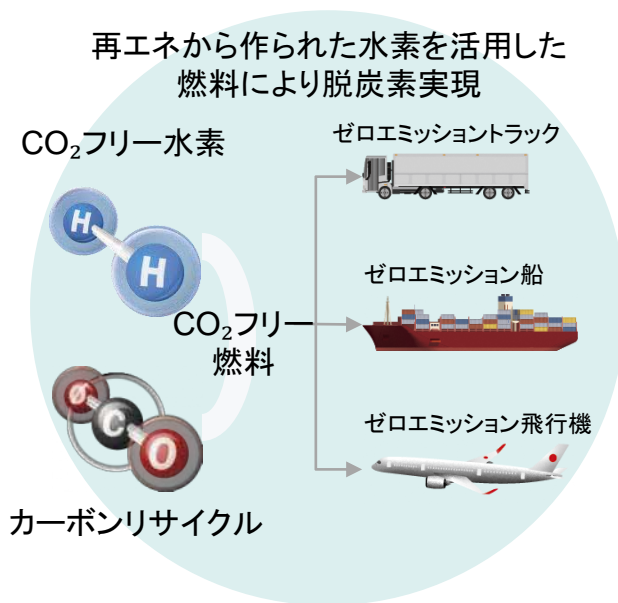 再エネから作られた水素を活用した
燃料により脱炭素実現
CO₂フリー水素
H
H
CO₂フリー
燃料
C
O
カーボンリサイクル
ゼロエミッショントラック
ゼロエミッション船
ゼロエミッション飛行機